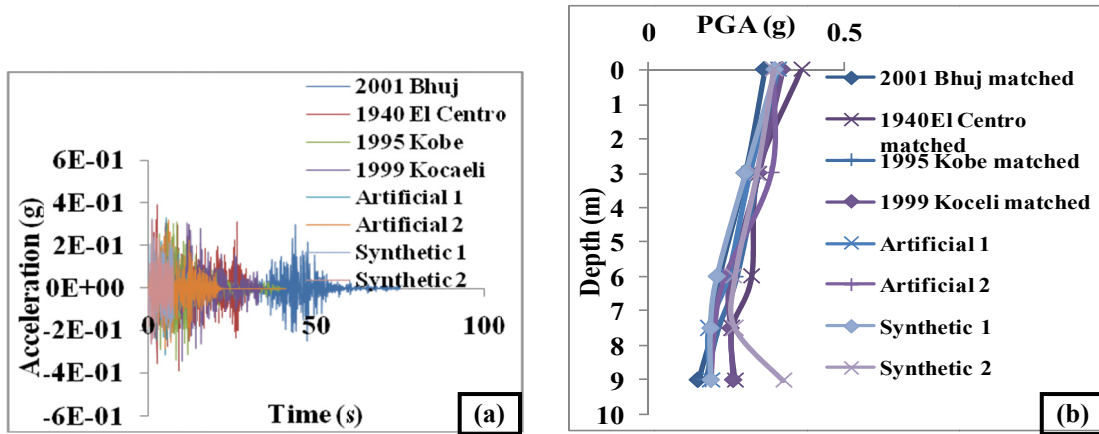 2001 Bhuj
1940 El Centro
1995 Kobe
1999 Kocaeli
Artificial 1
Artificial 2
Synthetic 1
Synthetic 2
6E-01
4E-01
2E-01
0E+00
-2E-01
-4E-01
-6E-01
0
50
100
Acceleration (g)
Time (s)
(a)
0
PGA (g)
0.5
0
1
2
3
4
5
6
7
8
9
10
Depth (m)
2001 Bhuj matched
1940El Centro
matched
1995 Kobe matched
1999 Koceli matched
Artificial 1
Artificial 2
Synthetic 1
Synthetic 2
(b)